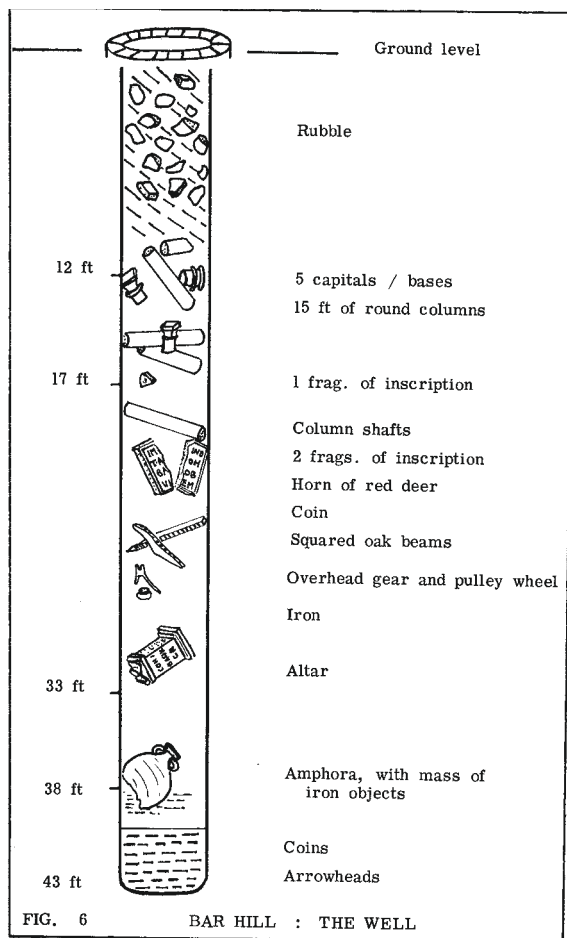 Ground level
Rubble
12 ft
5 capitals / bases
15 ft of round columns
17 ft
1 frag. of inscription
Column shafts
2 frags. of inscription
Horn of red deer
Coin
Squared oak beams
Overhead gear and pulley wheel
Iron
Altar
33 ft
38 ft
Amphora, with mass of
iron objects
Coins
Arrowheads
43 ft
FIG. 6 BAR HILL : THE WELL